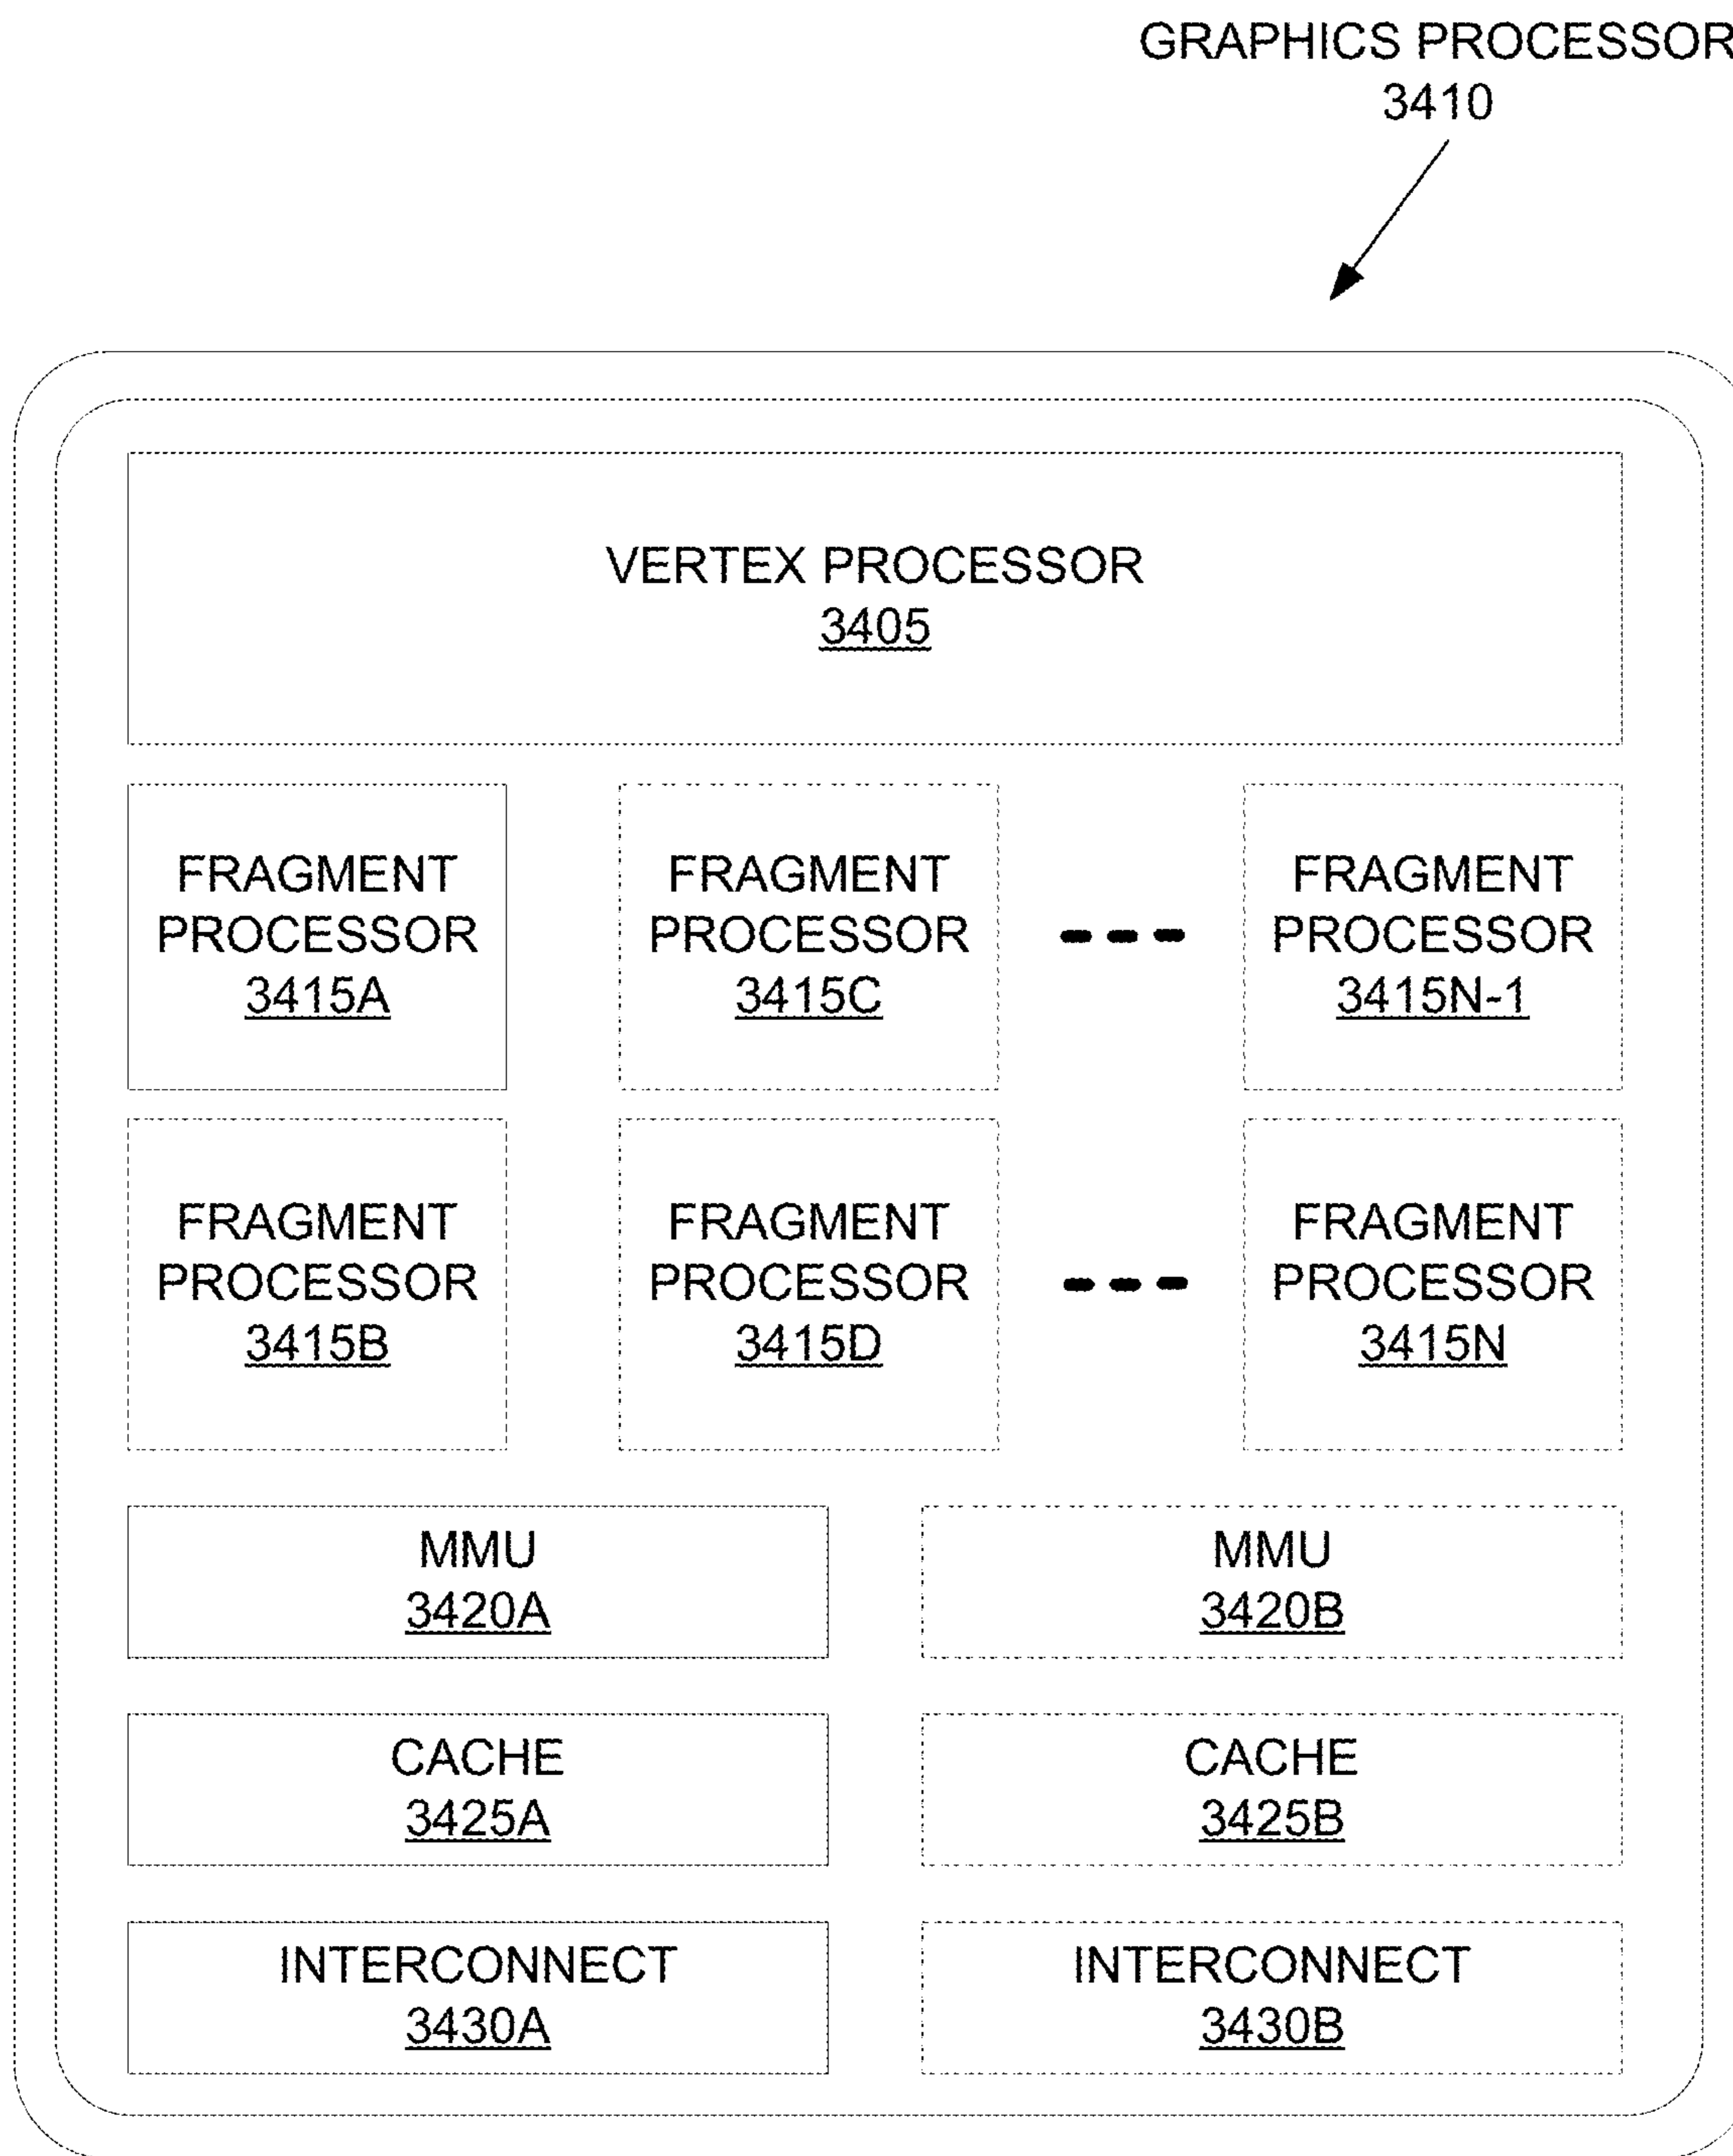 GRAPHICS PROCESSOR
3410
VERTEX PROCESSOR
3405
FRAGMENT
PROCESSOR
3415A
FRAGMENT
PROCESSOR
3415C
FRAGMENT
PROCESSOR
3415N-1
FRAGMENT
PROCESSOR
3415B
FRAGMENT
PROCESSOR
3415D
FRAGMENT
PROCESSOR
3415N
MMU
3420A
MMU
3420B
CACHE
3425A
CACHE
3425B
INTERCONNECT
3430A
INTERCONNECT
3430B